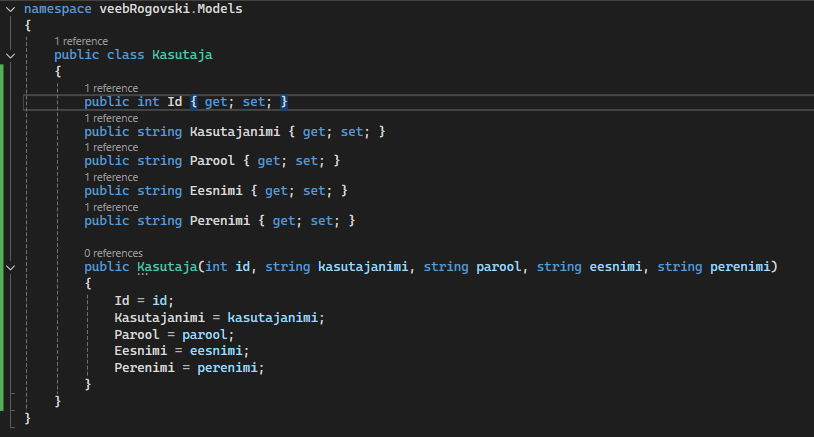 namespace veebRogovski.Models
{
1 reference
public class Kasutaja
{
1 reference
public int Id { get; set; }
1 reference
public string Kasutajanimi { get; set; }
1 reference
public string Parool { get; set; }
1 reference
public string Eesnimi { get; set; }
1 reference
public string Perenimi { get; set; }
0 references
public Kasutaja(int id, string kasutajanimi, string parool, string eesnimi, string perenimi)
{
Id = id;
Kasutajanimi = kasutajanimi;
Parool = parool;
Eesnimi = eesnimi;
Perenimi = perenimi;
}
}
}